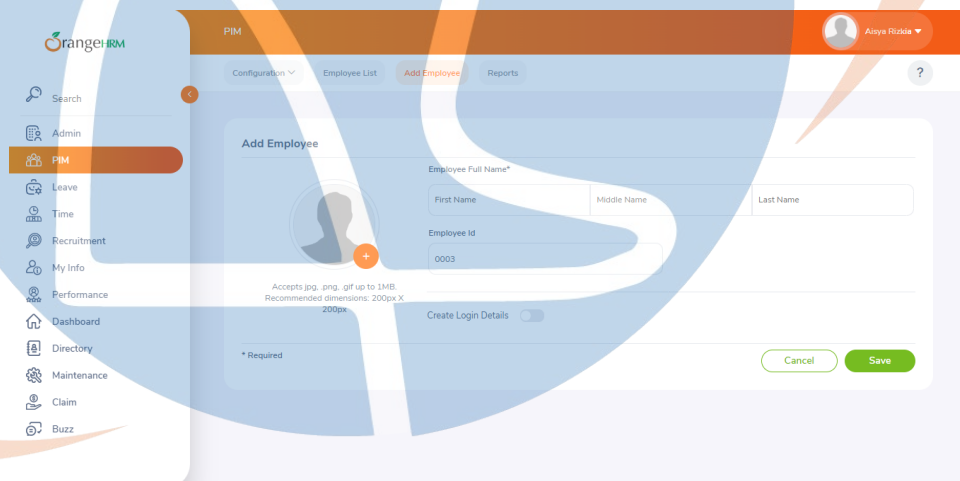 OrangeHRM
PIM
Aisya Rizkia
Configuration
Employee List
Add Employee
Reports
?
Search
Admin
PIM
Leave
Time
Recruitment
My Info
Performance
Dashboard
Directory
Maintenance
Claim
Buzz
Add Employee
Employee Full Name*
First Name
Middle Name
Last Name
Employee Id
0003
Accepts jpg, .png, .gif up to 1MB.
Recommended dimensions: 200px X
200px
Create Login Details
* Required
Cancel
Save